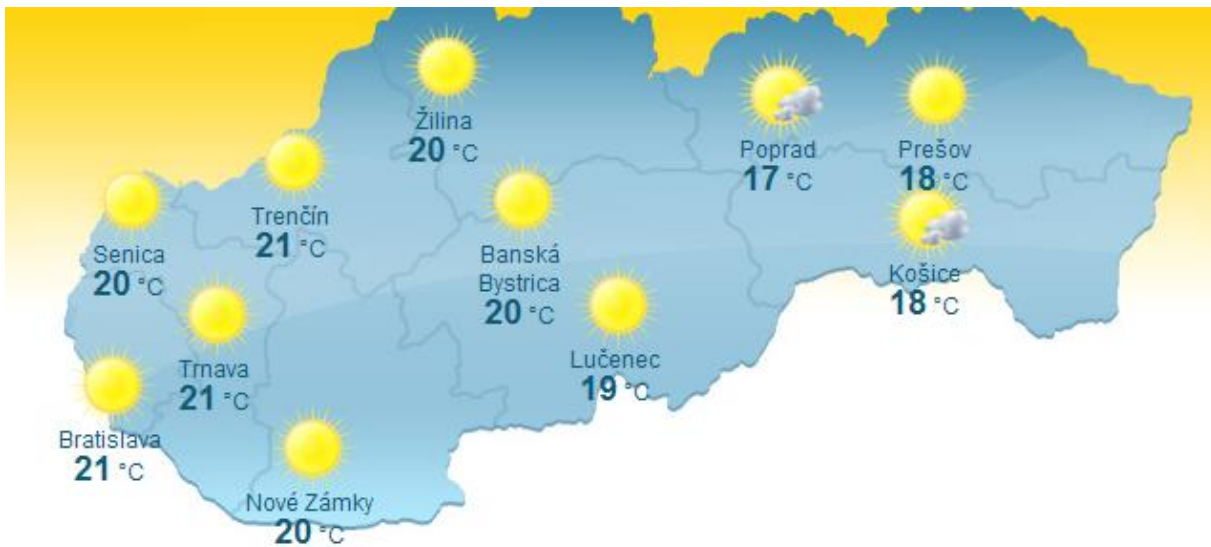 Žilina
20 °C
Poprad
17 °C
Prešov
18 °C
Trenčín
21 °C
Senica
20 °C
Banská
Bystrica
20 °C
Košice
18 °C
Trnava
21 °C
Lučenec
19 °C
Bratislava
21 °C
Nové Zámky
20 °C